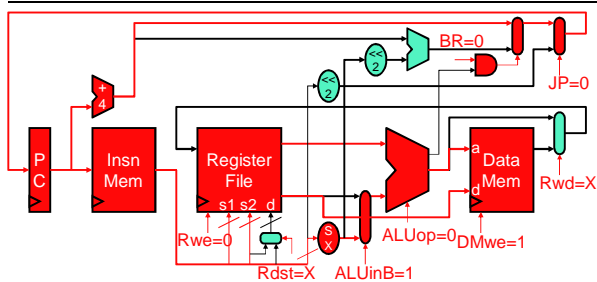 BR=0
<<
2
<<
2
JP=0
+
4
P
C
Insn
Mem
Register
File
s1 s2 d
S
X
a
Data
Mem
d
Rwd=X
Rwe=0
Rdst=X
ALUinB=1
ALUop=0
DMwe=1